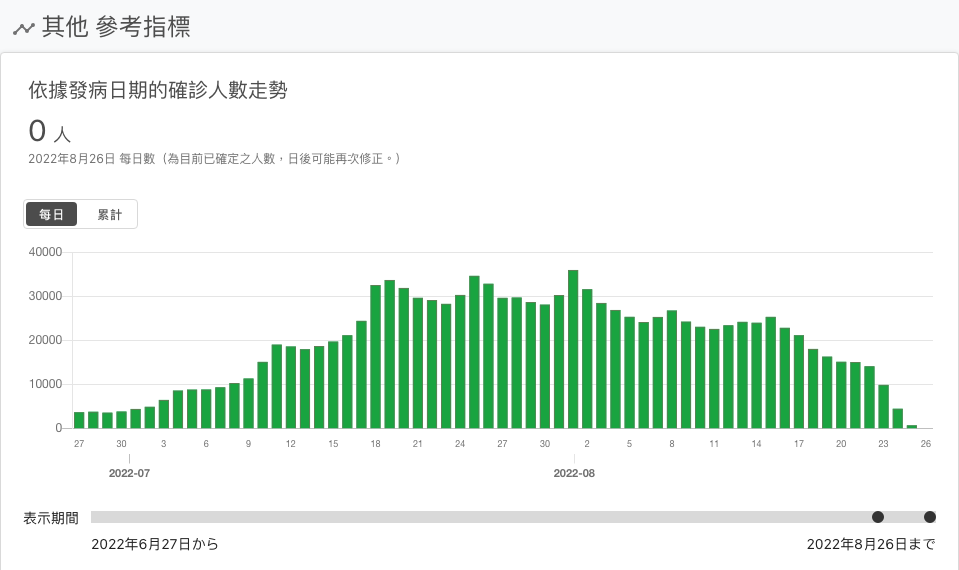 其他 參考指標
依據發病日期的確診人數走勢
0 人
2022年8月26日 每日數（為目前已確定之人數，日後可能再次修正。）
每日 累計
40000
30000
20000
10000
0
27 30 3 6 9 12 15 18 21 24 27 30 2 5 8 11 14 17 20 23 26
2022-07 2022-08
表示期間
2022年6月27日から 2022年8月26日まで